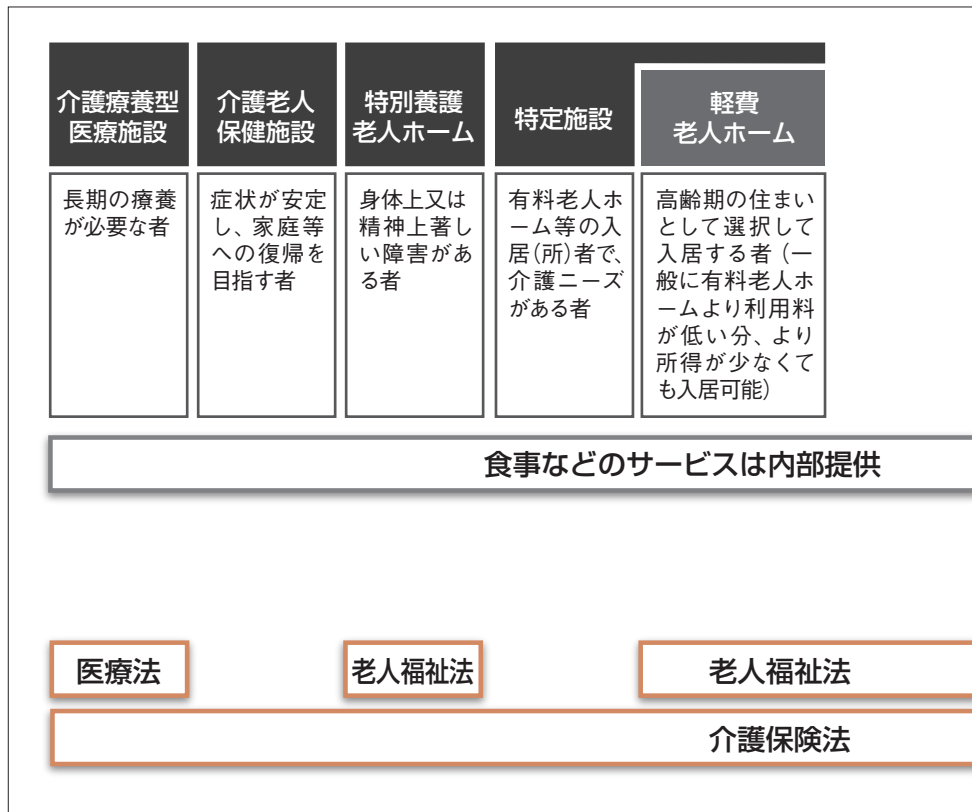 介護療養型
医療施設
介護老人
保健施設
特別養護
老人ホーム
特定施設
軽費
老人ホーム
長期の療養
が必要な者
症状が安定
し、家庭等
への復帰を
目指す者
身体上又は
精神上著し
い障害があ
る者
有料老人ホ
ーム等の入
居(所)者で、
介護ニーズ
がある者
高齢期の住まい
として選択して
入居する者(一
般に有料老人ホ
ームより利用料
が低い分、より
所得が少なくて
も入居可能)
食事などのサービスは内部提供
医療法
老人福祉法
老人福祉法
介護保険法